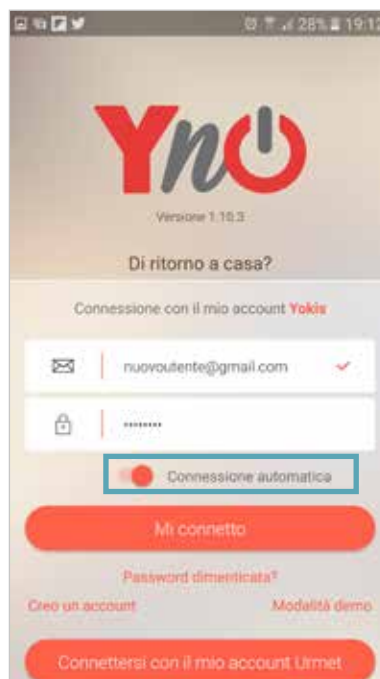 28% 19:12
YnO
Versione 1.10.3
Di ritorno a casa?
Connessione con il mio account Yokis
nuovoutente@gmail.com
••••••••
Connessione automatica
Mi connetto
Password dimenticata?
Creo un account Modalità demo
Connettersi con il mio account Urmet